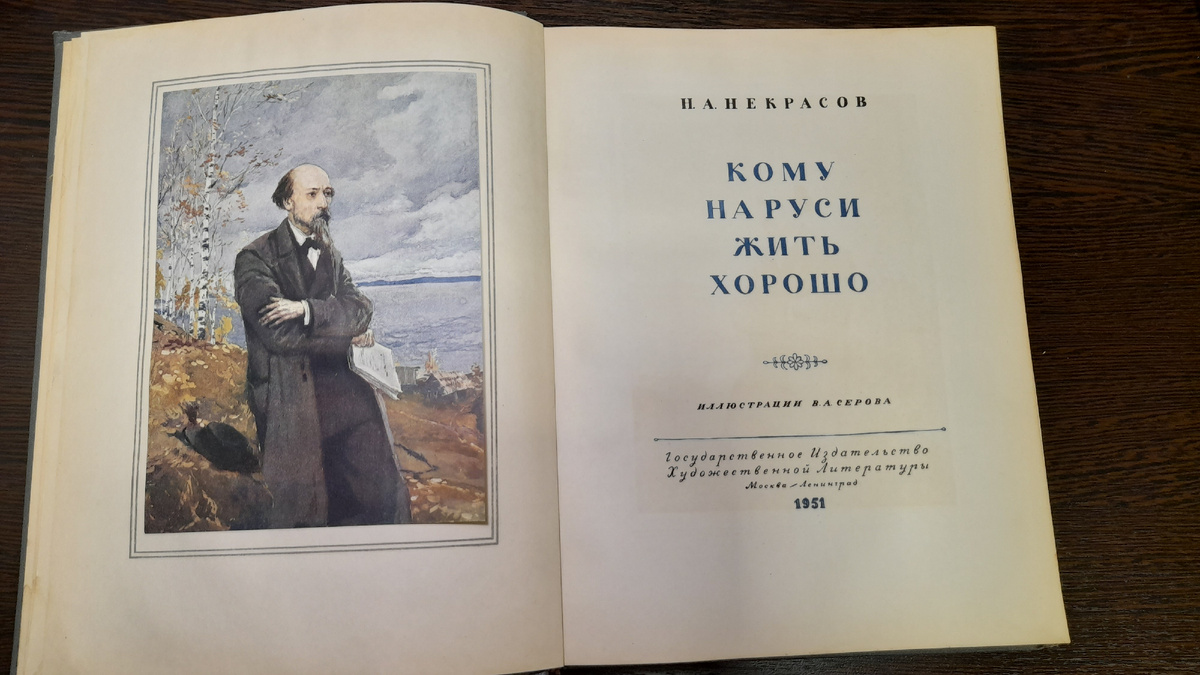 Н. А. НЕКРАСОВ
КОМУ
НА РУСИ
ЖИТЬ
ХОРОШО
ИЛЛЮСТРАЦИИ В. А. СЕРОВА
Государственное Издательство
Художественной Литературы
Москва – Ленинград
1951